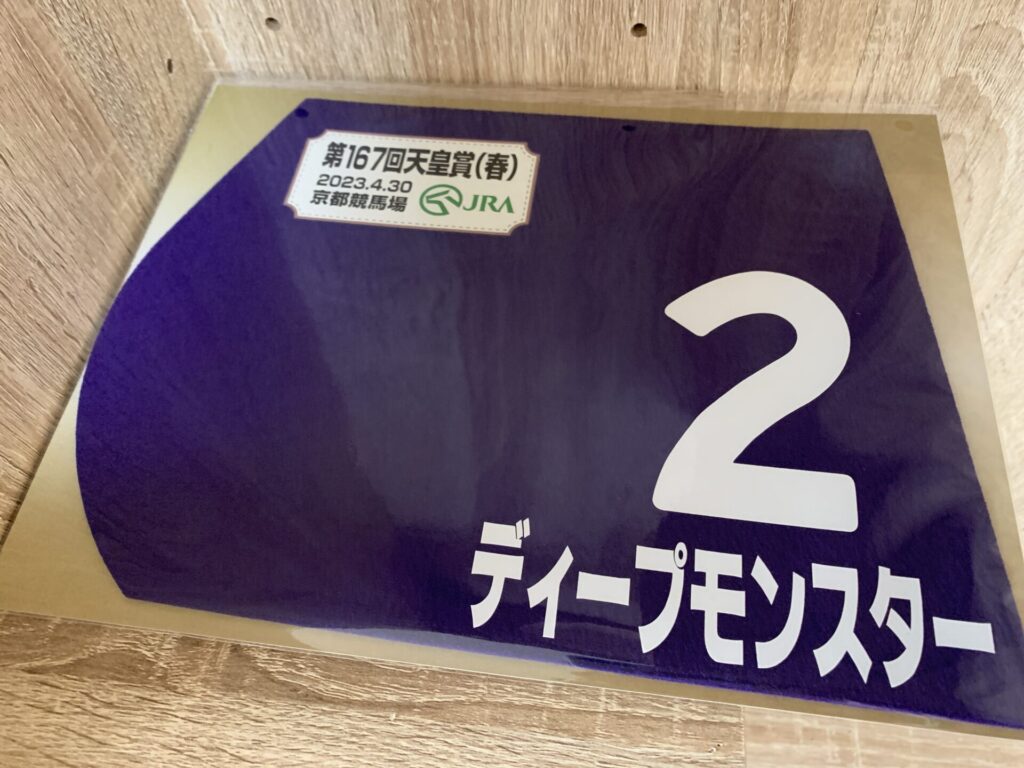 第167回天皇賞(春)
2023.4.30
京都競馬場 JRA
2
ディープモンスター